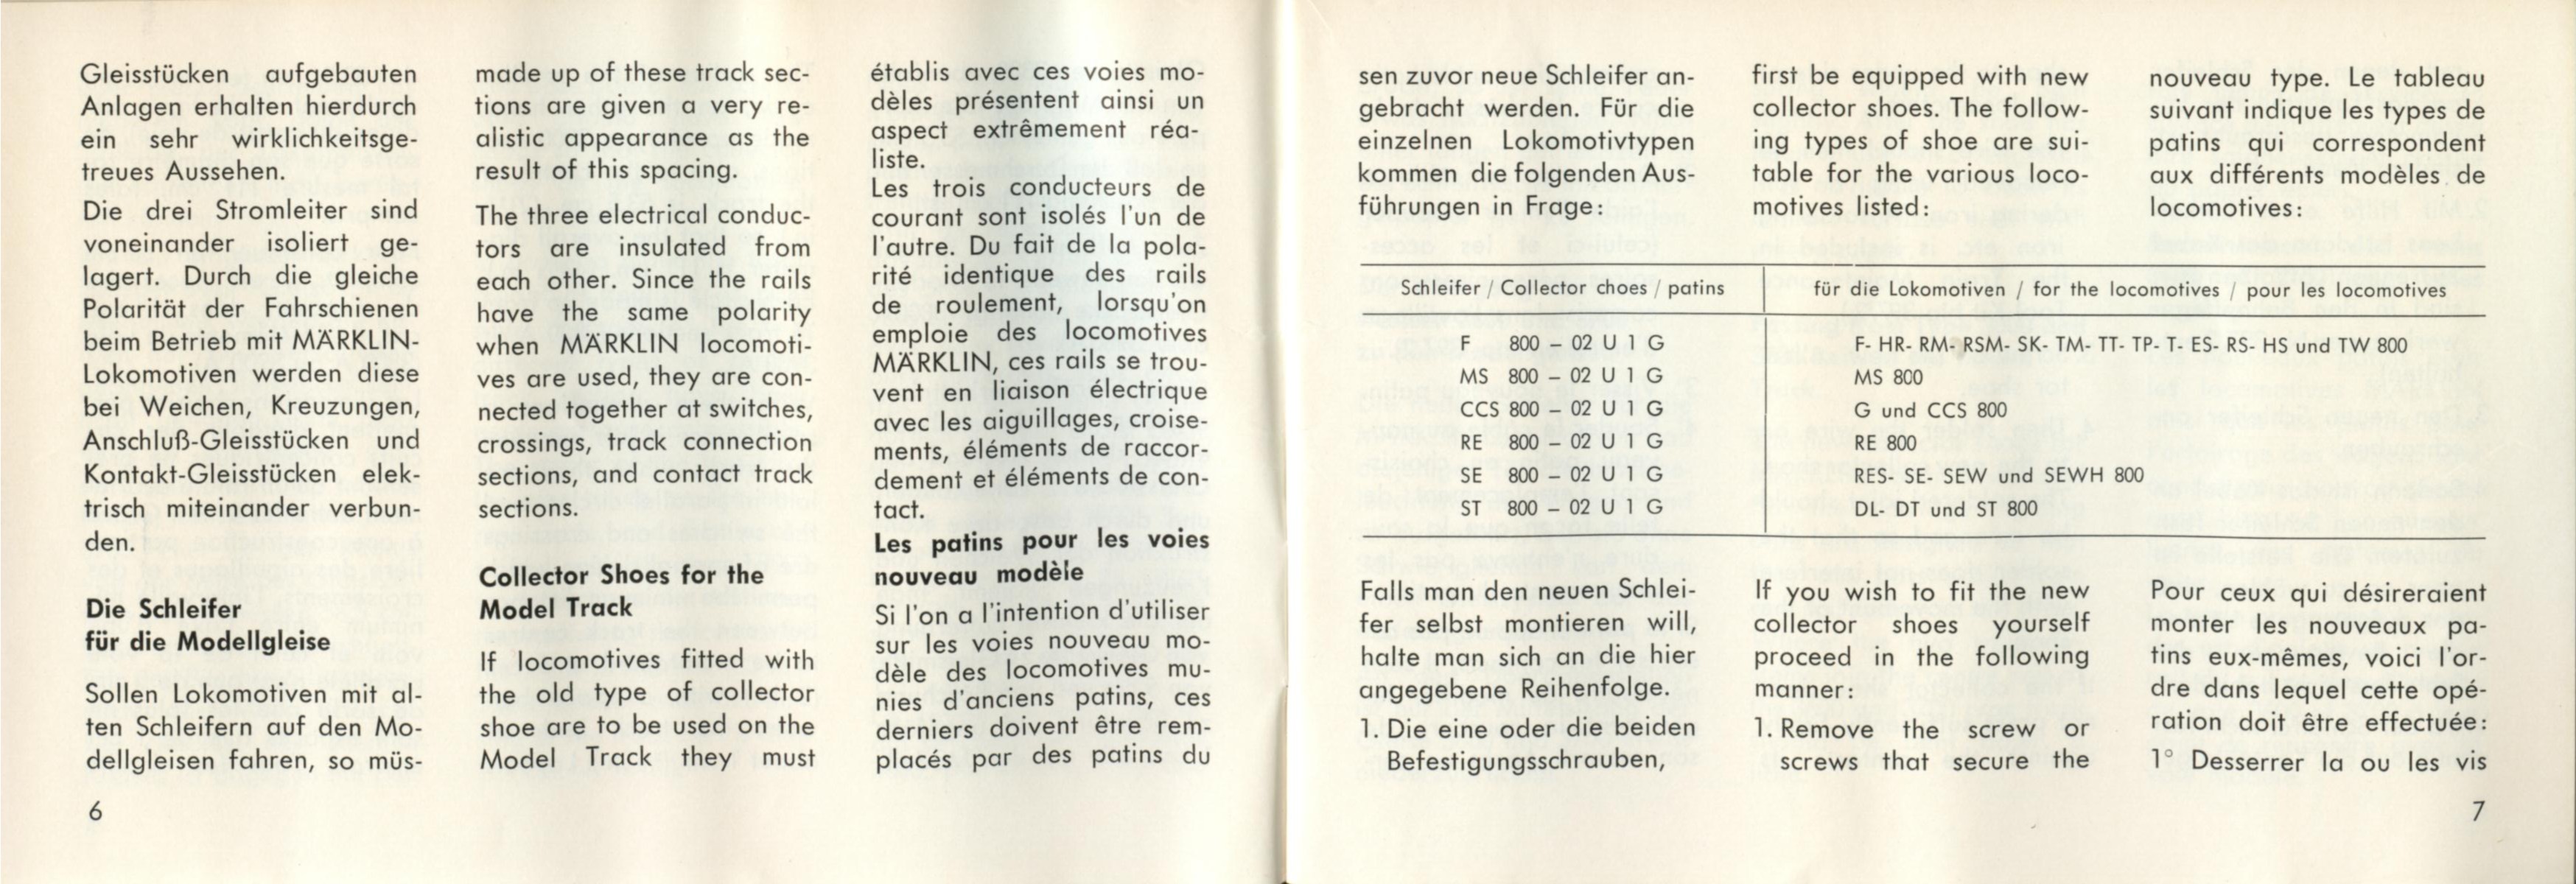 Gleisstücken aufgebauten
Anlagen erhalten hierdurch
ein sehr wirklichkeitsge-
treues Aussehen.
Die drei Stromleiter sind
voneinander isoliert ge-
lagert. Durch die gleiche
Polarität der Fahrschienen
beim Betrieb mit MÄRKLIN-
Lokomotiven werden diese
bei Weichen, Kreuzungen,
Anschluß-Gleisstücken und
Kontakt-Gleisstücken elek-
trisch miteinander verbun-
den.
Die Schleifer
für die Modellgleise
Sollen Lokomotiven mit al-
ten Schleifern auf den Mo-
dellgleisen fahren, so müs-
6
made up of these track sec-
tions are given a very re-
alistic appearance as the
result of this spacing.
The three electrical conduc-
tors are insulated from
each other. Since the rails
have the same polarity
when MÄRKLIN locomoti-
ves are used, they are con-
nected together at switches,
crossings, track connection
sections, and contact track
sections.
Collector Shoes for the
Model Track
If locomotives fitted with
the old type of collector
shoe are to be used on the
Model Track they must
établis avec ces voies mo-
dèles présentent ainsi un
aspect extrêmement réa-
liste.
Les trois conducteurs de
courant sont isolés l'un de
l'autre. Du fait de la pola-
rité identique des rails
de roulement, lorsqu'on
emploie des locomotives
MÄRKLIN, ces rails se trou-
vent en liaison électrique
avec les aiguillages, croise-
ments, éléments de raccor-
dement et éléments de con-
tact.
Les patins pour les voies
nouveau modèle
Si l'on a l'intention d'utiliser
sur les voies nouveau mo-
dèle des locomotives mu-
nies d'anciens patins, ces
derniers doivent être rem-
placés par des patins du
sen zuvor neue Schleifer an-
gebracht werden. Für die
einzelnen Lokomotivtypen
kommen die folgenden Aus-
führungen in Frage:
first be equipped with new
collector shoes. The follow-
ing types of shoe are sui-
table for the various loco-
motives listed:
nouveau type. Le tableau
suivant indique les types de
patins qui correspondent
aux différents modèles de
locomotives:
Schleifer / Collector choes / patins für die Lokomotiven / for the locomotives / pour les locomotives
F 800 – 02 U 1 G F- HR- RM- RSM- SK- TM- TT- TP- T- ES- RS- HS und TW 800
MS 800 – 02 U 1 G MS 800
CCS 800 – 02 U 1 G G und CCS 800
RE 800 – 02 U 1 G RE 800
SE 800 – 02 U 1 G RES- SE- SEW und SEWH 800
ST 800 – 02 U 1 G DL- DT und ST 800
Falls man den neuen Schlei-
fer selbst montieren will,
halte man sich an die hier
angegebene Reihenfolge.
1. Die eine oder die beiden
Befestigungsschrauben,
If you wish to fit the new
collector shoes yourself
proceed in the following
manner:
1. Remove the screw or
screws that secure the
Pour ceux qui désireraient
monter les nouveaux pa-
tins eux-mêmes, voici l'or-
dre dans lequel cette opé-
ration doit être effectuée:
1° Desserrer la ou les vis
7